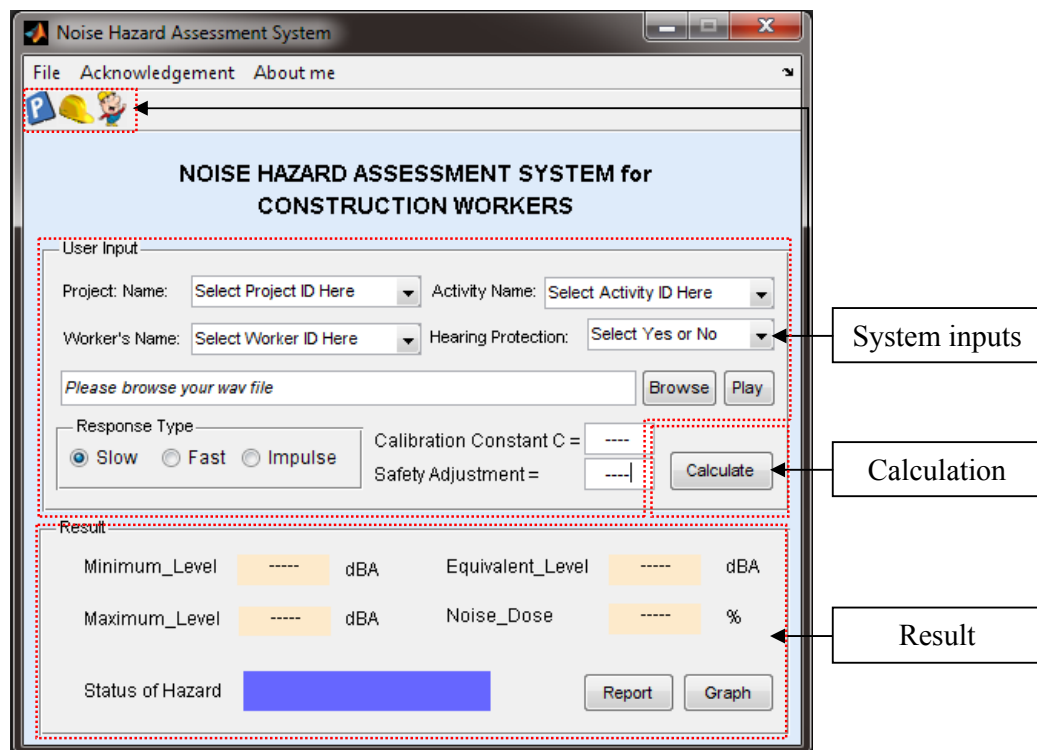 Noise Hazard Assessment System
File Acknowledgement About me
P
NOISE HAZARD ASSESSMENT SYSTEM for
CONSTRUCTION WORKERS
User Input
Project: Name: Select Project ID Here Activity Name: Select Activity ID Here
Worker's Name: Select Worker ID Here Hearing Protection: Select Yes or No
System inputs
Please browse your wav file Browse Play
Response Type
Slow Fast Impulse
Calibration Constant C = ----
Safety Adjustment = ----
Calculate
Calculation
Result
Minimum_Level ----- dBA Equivalent_Level ----- dBA
Maximum_Level ----- dBA Noise_Dose ----- %
Result
Status of Hazard Report Graph